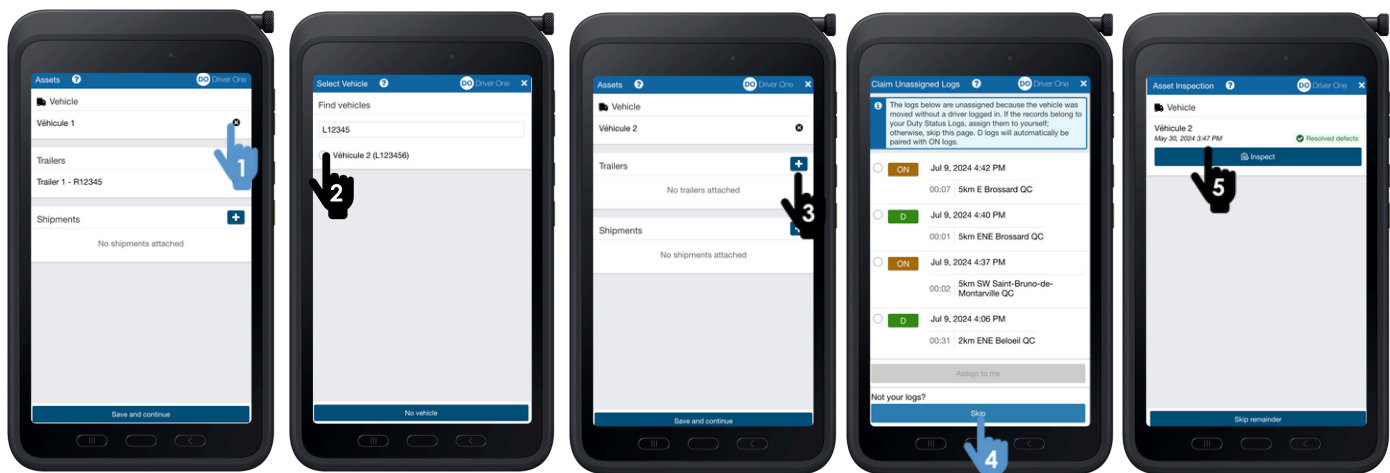 Assets ? DO Driver One
Vehicle
Véhicule 1
1
Trailers
Trailer 1 - R12345
Shipments +
No shipments attached
Save and continue
Select Vehicle ? DO Driver One ×
Find vehicles
L12345
Véhicule 2 (L123456)
2
No vehicle
Assets ? DO Driver One ×
Vehicle
Véhicule 2
Trailers +
No trailers attached
3
Shipments +
No shipments attached
Save and continue
Claim Unassigned Logs ? DO Driver One ×
The logs below are unassigned because the vehicle was
moved without a driver logged in. If the records belong to
your Duty Status Logs, assign them to yourself;
otherwise, skip this page. D logs will automatically be
paired with ON logs.
ON Jul 9, 2024 4:42 PM
00:07 5km E Brossard QC
D Jul 9, 2024 4:40 PM
00:01 5km ENE Brossard QC
ON Jul 9, 2024 4:37 PM
00:02 5km SW Saint-Bruno-de-
Montarville QC
D Jul 9, 2024 4:06 PM
00:31 2km ENE Beloeil QC
Assign to me
Not your logs?
Skip
4
Asset Inspection ? DO Driver One ×
Vehicle
Véhicule 2
May 30, 2024 3:47 PM Resolved defects
Inspect
5
Skip remainder